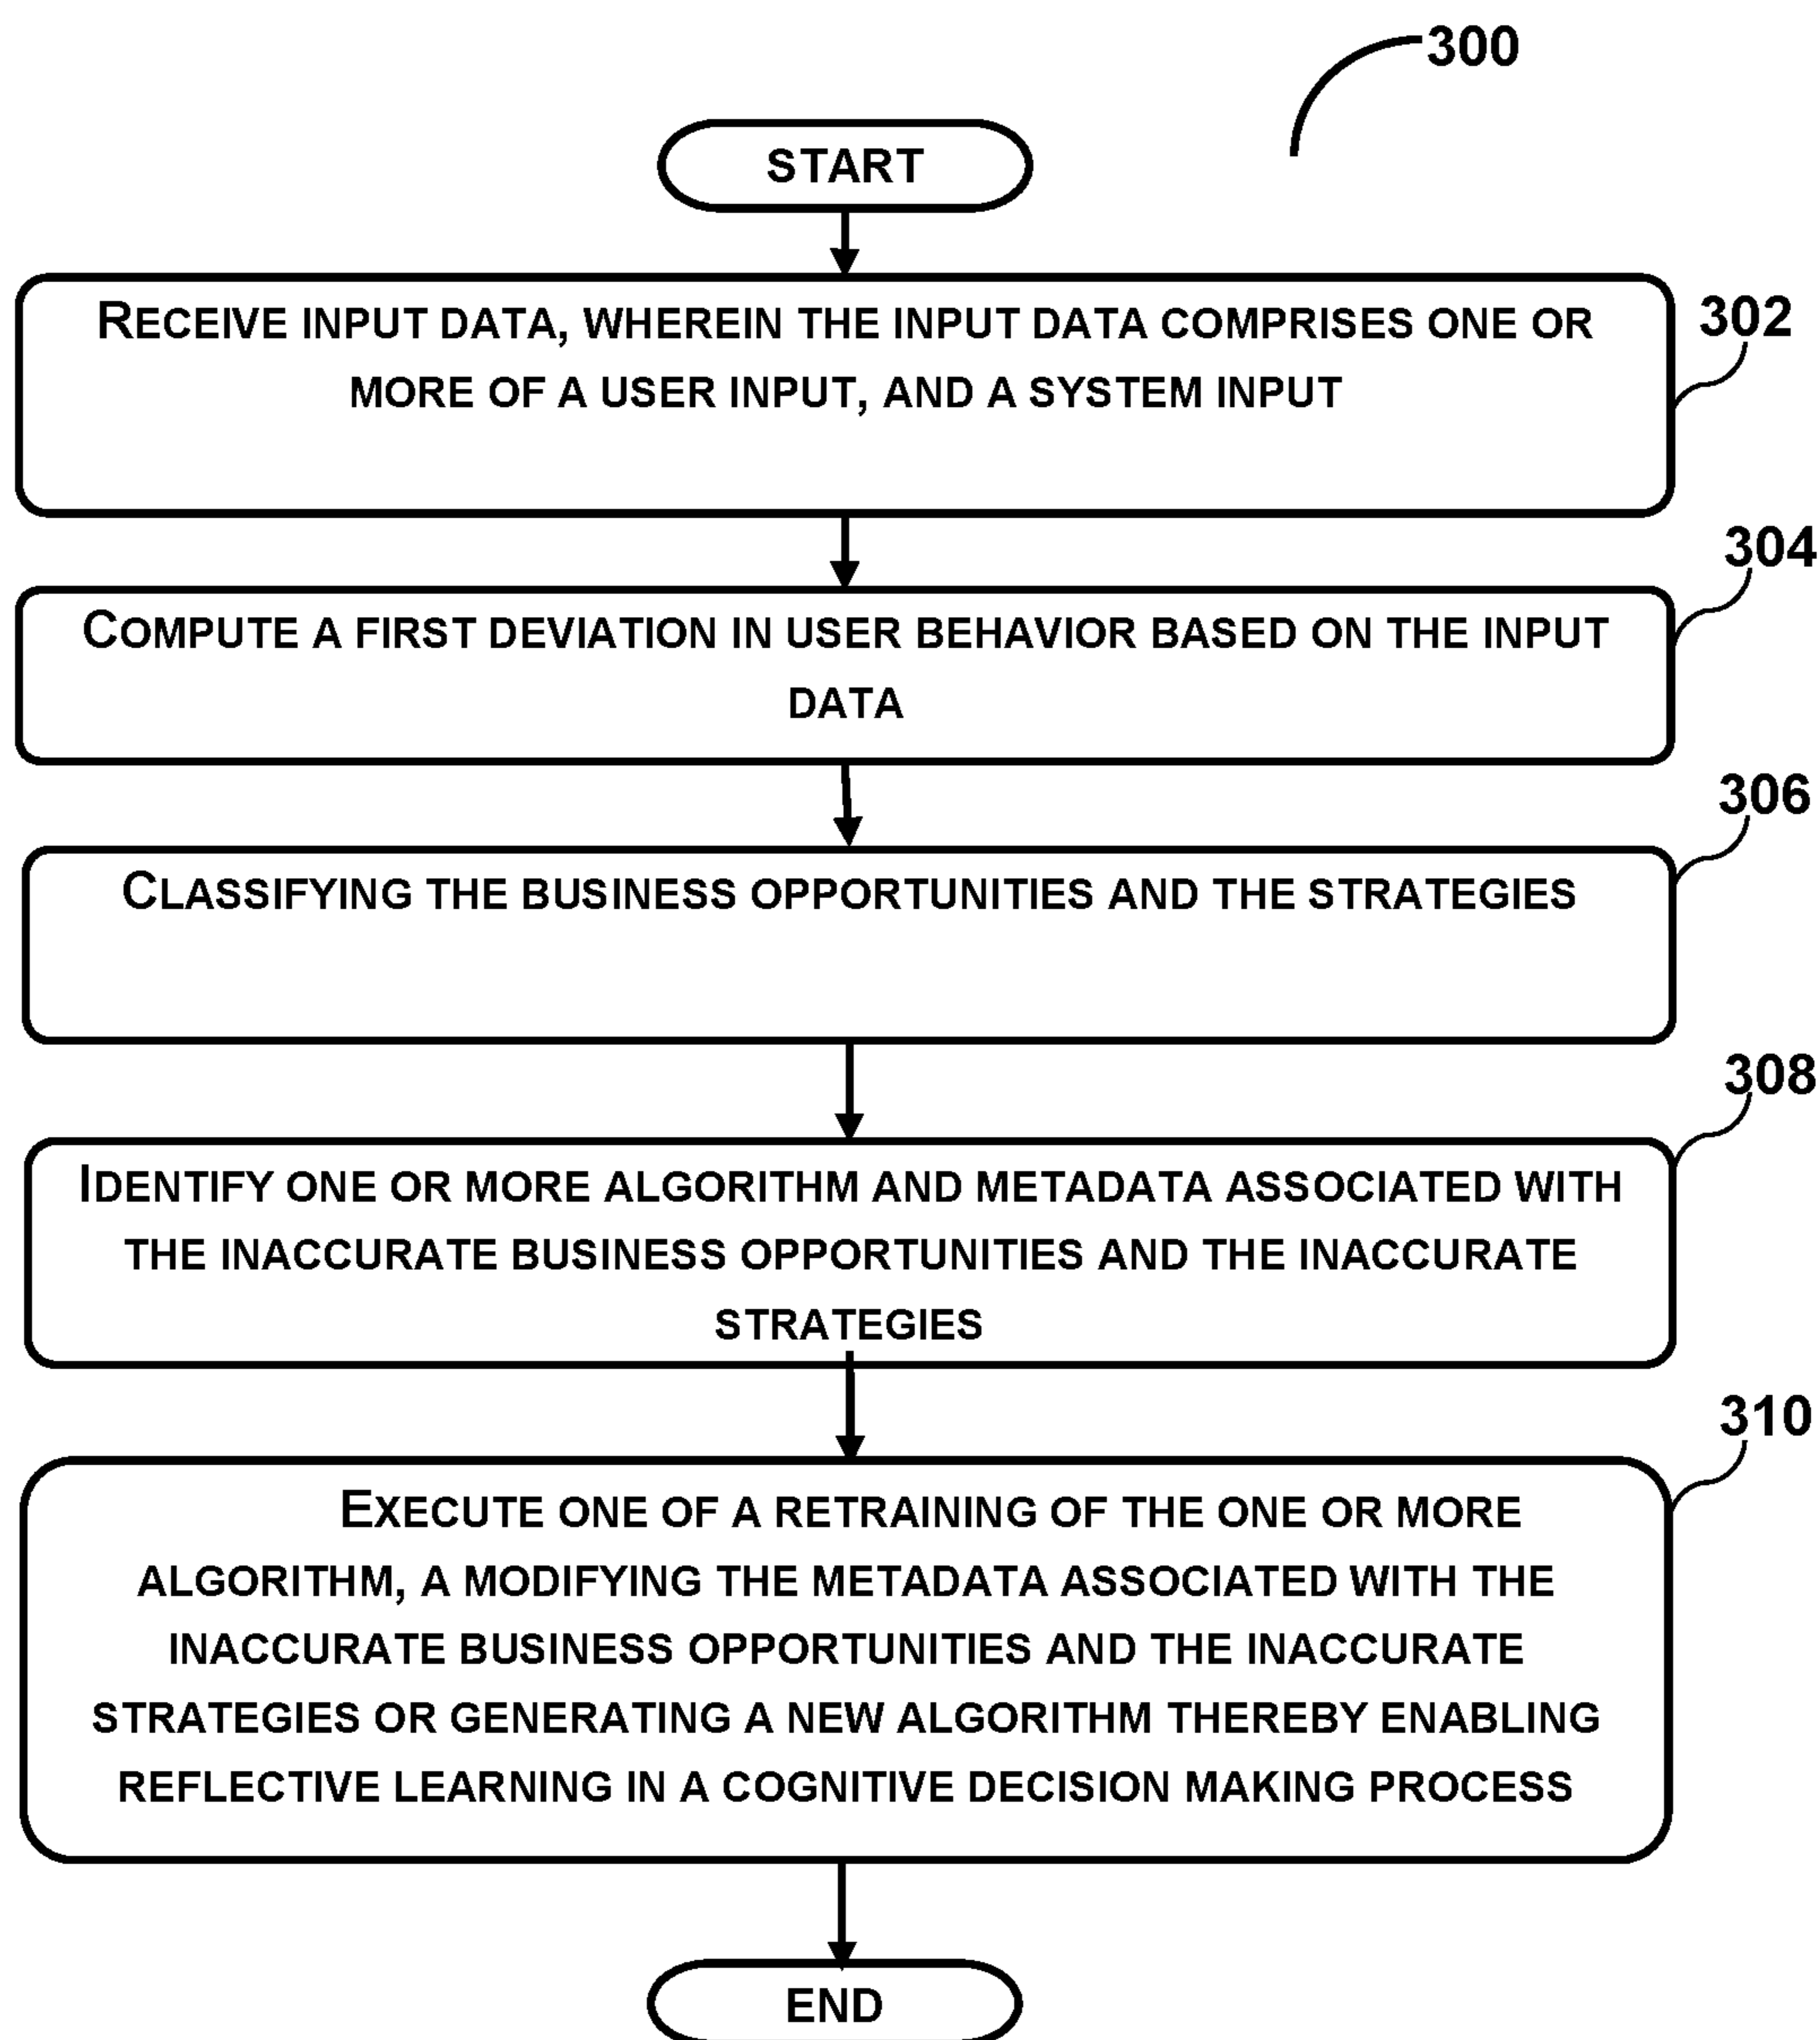 300
START
RECEIVE INPUT DATA, WHEREIN THE INPUT DATA COMPRISES ONE OR
MORE OF A USER INPUT, AND A SYSTEM INPUT
302
304
COMPUTE A FIRST DEVIATION IN USER BEHAVIOR BASED ON THE INPUT
DATA
306
CLASSIFYING THE BUSINESS OPPORTUNITIES AND THE STRATEGIES
308
IDENTIFY ONE OR MORE ALGORITHM AND METADATA ASSOCIATED WITH
THE INACCURATE BUSINESS OPPORTUNITIES AND THE INACCURATE
STRATEGIES
310
EXECUTE ONE OF A RETRAINING OF THE ONE OR MORE
ALGORITHM, A MODIFYING THE METADATA ASSOCIATED WITH THE
INACCURATE BUSINESS OPPORTUNITIES AND THE INACCURATE
STRATEGIES OR GENERATING A NEW ALGORITHM THEREBY ENABLING
REFLECTIVE LEARNING IN A COGNITIVE DECISION MAKING PROCESS
END